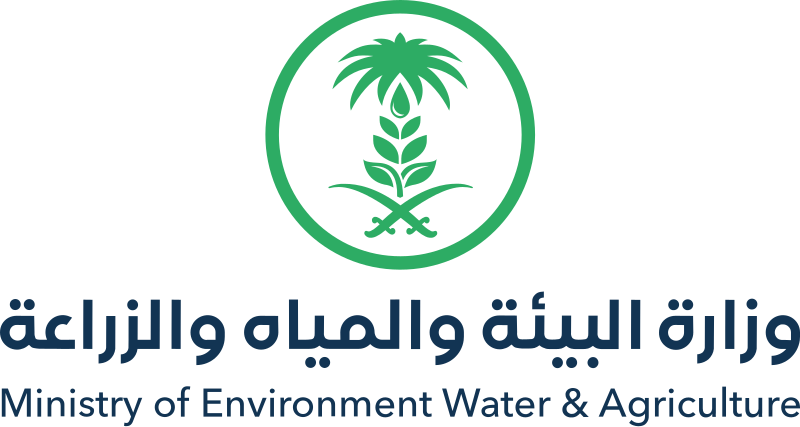 وزارة البيئة والمياه والزراعة
Ministry of Environment Water & Agriculture